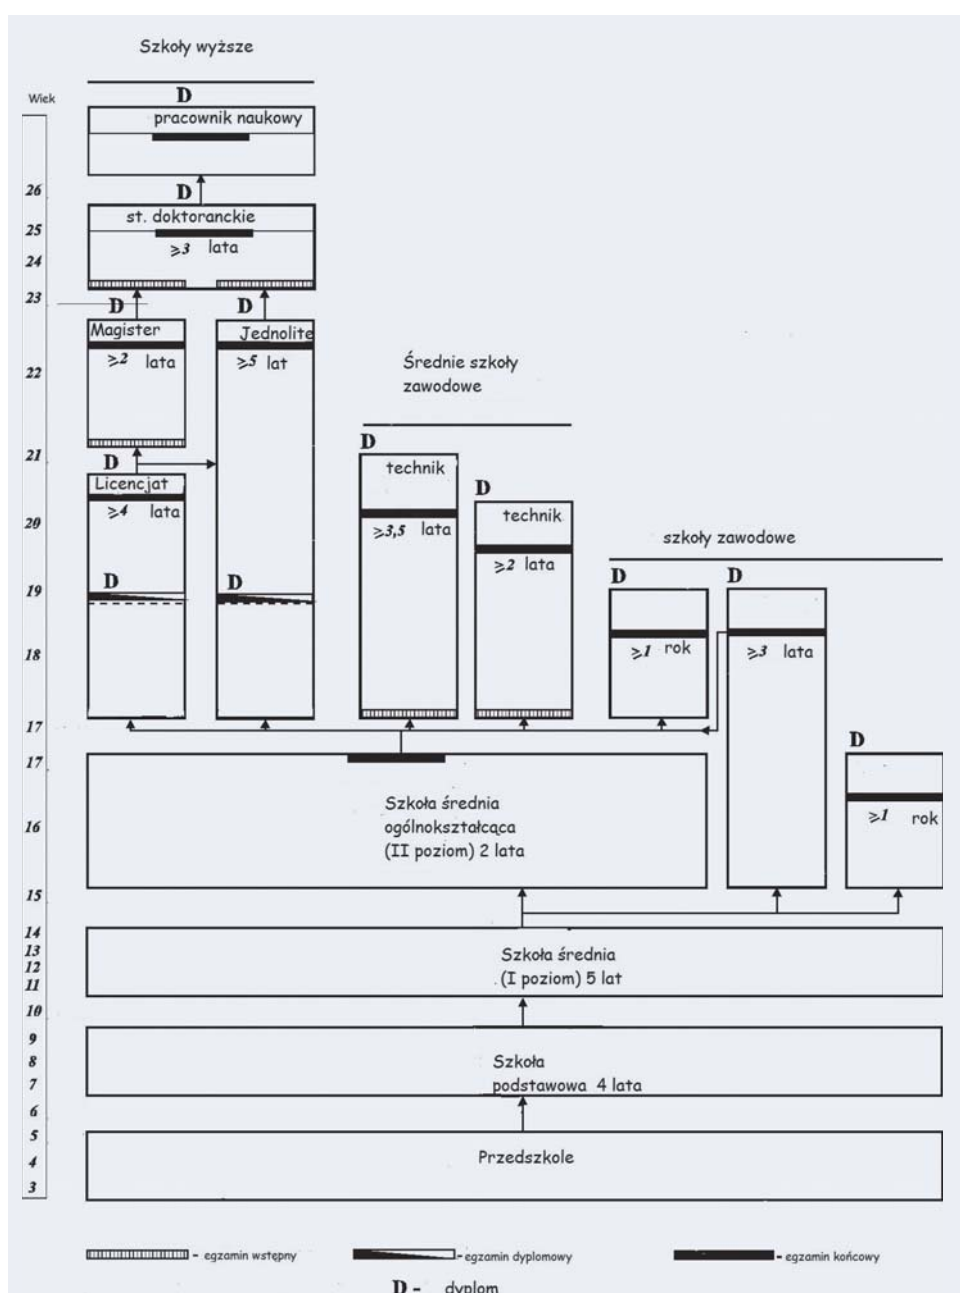 Szkoły wyższe
Wiek
D
pracownik naukowy
26
D
st. doktoranckie
25
≥3 lata
24
23
D
D
Magister
Jednolite
≥2 lata
≥5 lat
22
Średnie szkoły
zawodowe
21
D
D
technik
Licencjat
D
20
≥4 lata
technik
≥3,5 lata
szkoły zawodowe
≥2 lata
19
D
D
D
D
18
≥1 rok
≥3 lata
17
17
D
Szkoła średnia
ogólnokształcąca
(II poziom) 2 lata
16
≥1 rok
15
14
13
12
11
Szkoła średnia
(I poziom) 5 lat
10
9
8
7
Szkoła
podstawowa 4 lata
6
5
4
3
Przedszkole
- egzamin wstępny
- egzamin dyplomowy
- egzamin końcowy
D - dyplom